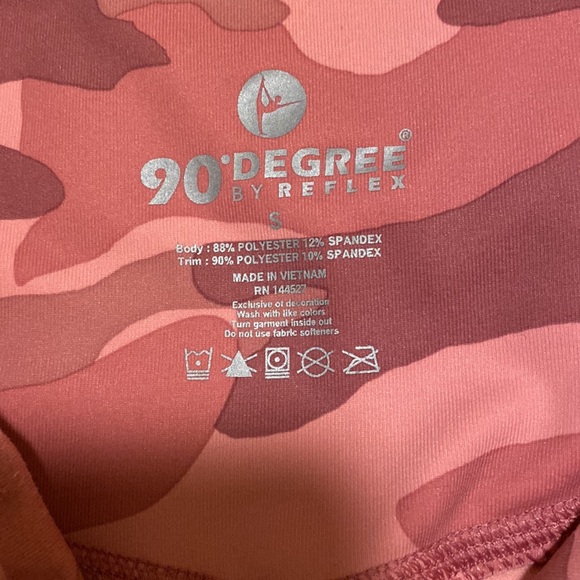 90° DEGREE®
BY REFLEX
S
Body : 88% POLYESTER 12% SPANDEX
Trim : 90% POLYESTER 10% SPANDEX
MADE IN VIETNAM
RN 144527
Exclusive of decoration
Wash with like colors
Turn garment inside out
Do not use fabric softeners